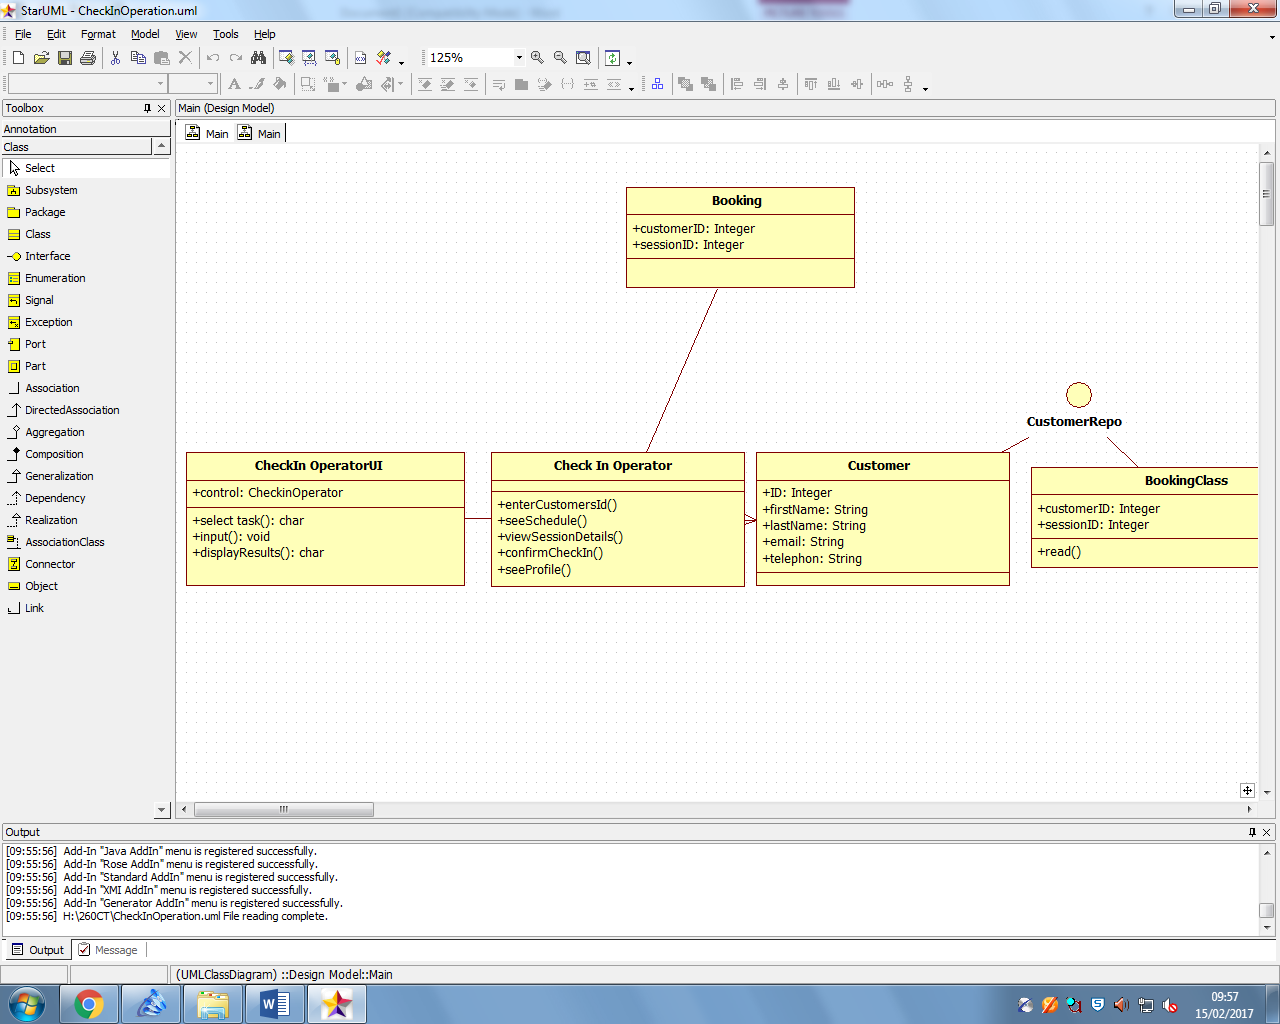 StarUML - CheckInOperation.uml
File Edit Format Model View Tools Help
125%
Toolbox
Main (Design Model)
Annotation
Class
Main Main
Select
Subsystem
Package
Class
Interface
Enumeration
Signal
Exception
Port
Part
Association
DirectedAssociation
Aggregation
Composition
Generalization
Dependency
Realization
AssociationClass
Connector
Object
Link
Booking
+customerID: Integer
+sessionID: Integer
CustomerRepo
CheckIn OperatorUI
+control: CheckinOperator
+select task(): char
+input(): void
+displayResults(): char
Check In Operator
+enterCustomersId()
+seeSchedule()
+viewSessionDetails()
+confirmCheckIn()
+seeProfile()
Customer
+ID: Integer
+firstName: String
+lastName: String
+email: String
+telephon: String
BookingClass
+customerID: Integer
+sessionID: Integer
+read()
Output
[09:55:56] Add-In "Java AddIn" menu is registered successfully.
[09:55:56] Add-In "Rose AddIn" menu is registered successfully.
[09:55:56] Add-In "Standard AddIn" menu is registered successfully.
[09:55:56] Add-In "XMI AddIn" menu is registered successfully.
[09:55:56] Add-In "Generator AddIn" menu is registered successfully.
[09:55:56] H:\260CT\CheckInOperation.uml File reading complete.
Output Message
(UMLClassDiagram) ::Design Model::Main
09:57
15/02/2017